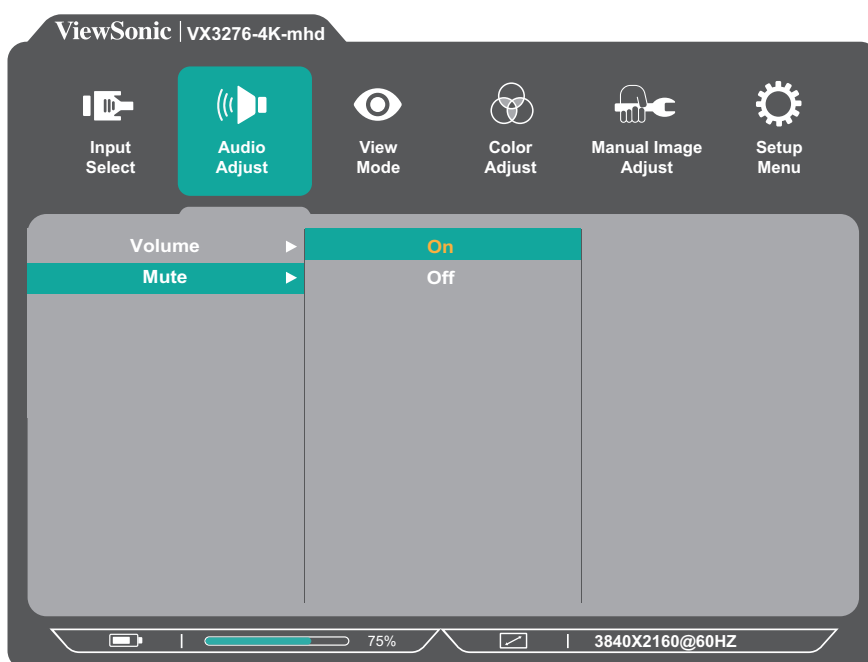 ViewSonic VX3276-4K-mhd
Input Select
Audio Adjust
View Mode
Color Adjust
Manual Image Adjust
Setup Menu
Volume
On
Mute
Off
75%
3840X2160@60HZ